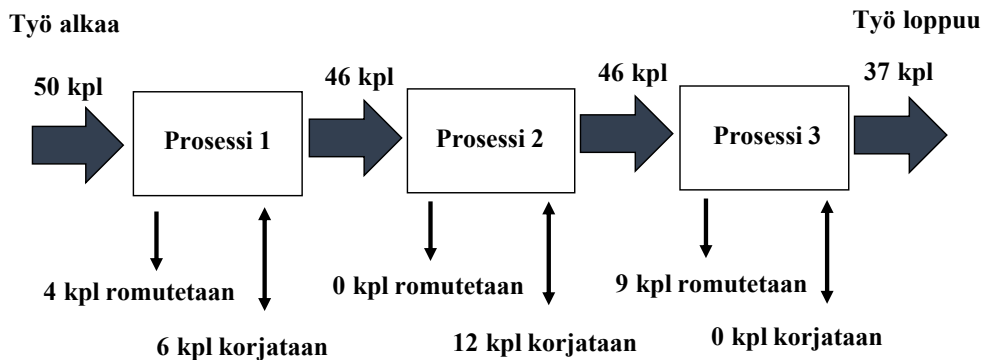 Työ alkaa
Työ loppuu
50 kpl
46 kpl
46 kpl
37 kpl
Prosessi 1
Prosessi 2
Prosessi 3
4 kpl romutetaan
0 kpl romutetaan
9 kpl romutetaan
6 kpl korjataan
12 kpl korjataan
0 kpl korjataan